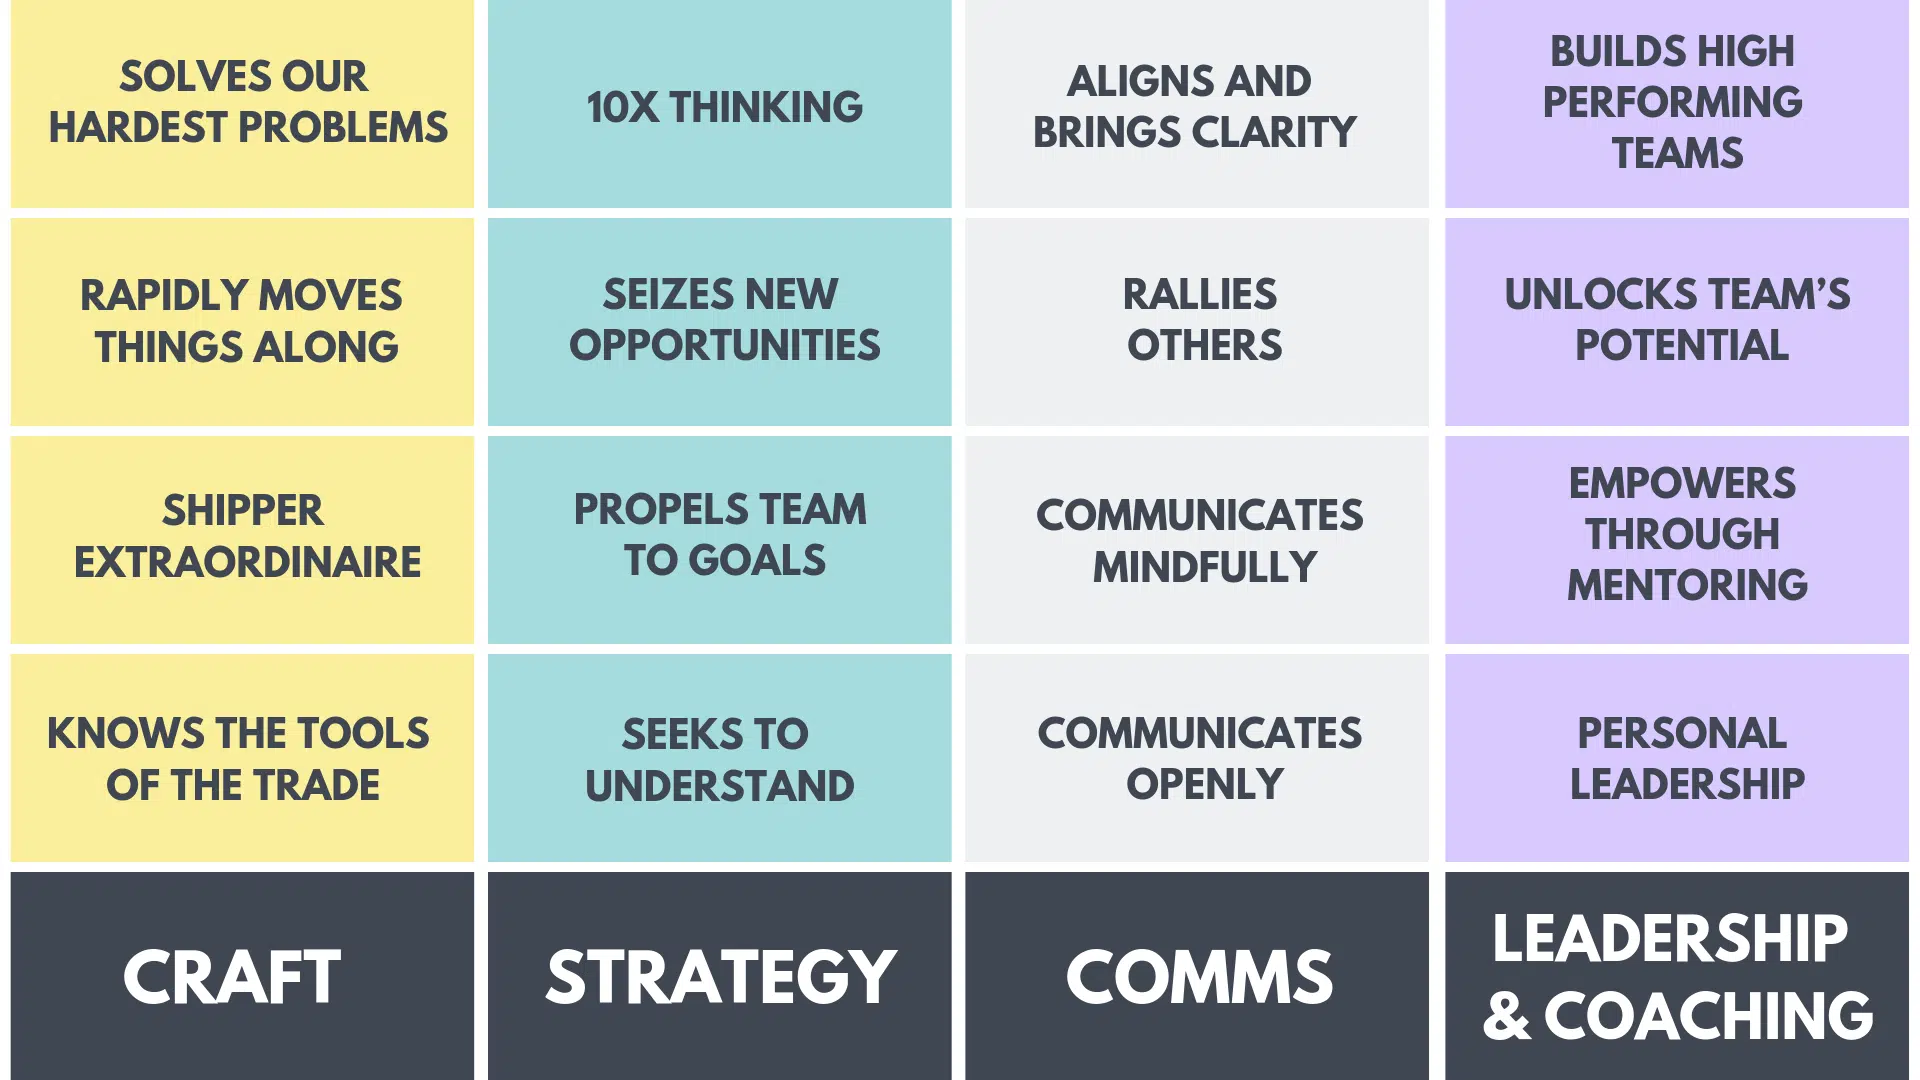 SOLVES OUR
HARDEST PROBLEMS
10X THINKING
ALIGNS AND
BRINGS CLARITY
BUILDS HIGH
PERFORMING
TEAMS
RAPIDLY MOVES
THINGS ALONG
SEIZES NEW
OPPORTUNITIES
RALLIES
OTHERS
UNLOCKS TEAM’S
POTENTIAL
SHIPPER
EXTRAORDINAIRE
PROPELS TEAM
TO GOALS
COMMUNICATES
MINDFULLY
EMPOWERS
THROUGH
MENTORING
KNOWS THE TOOLS
OF THE TRADE
SEEKS TO
UNDERSTAND
COMMUNICATES
OPENLY
PERSONAL
LEADERSHIP
CRAFT
STRATEGY
COMMS
LEADERSHIP
& COACHING